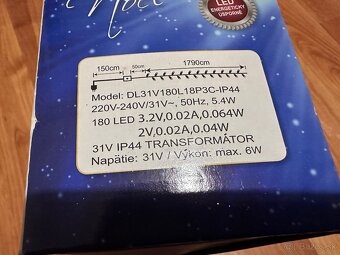 Noël
LED
ENERGETICKY
ÚSPORNÉ
150cm 50cm 1790cm
Model: DL31V180L18P3C-IP44
220V-240V/31V~, 50Hz, 5.4W
180 LED 3.2V,0.02A,0.064W
2V,0.02A,0.04W
31V IP44 TRANSFORMÁTOR
Napätie: 31V / Výkon: max. 6W